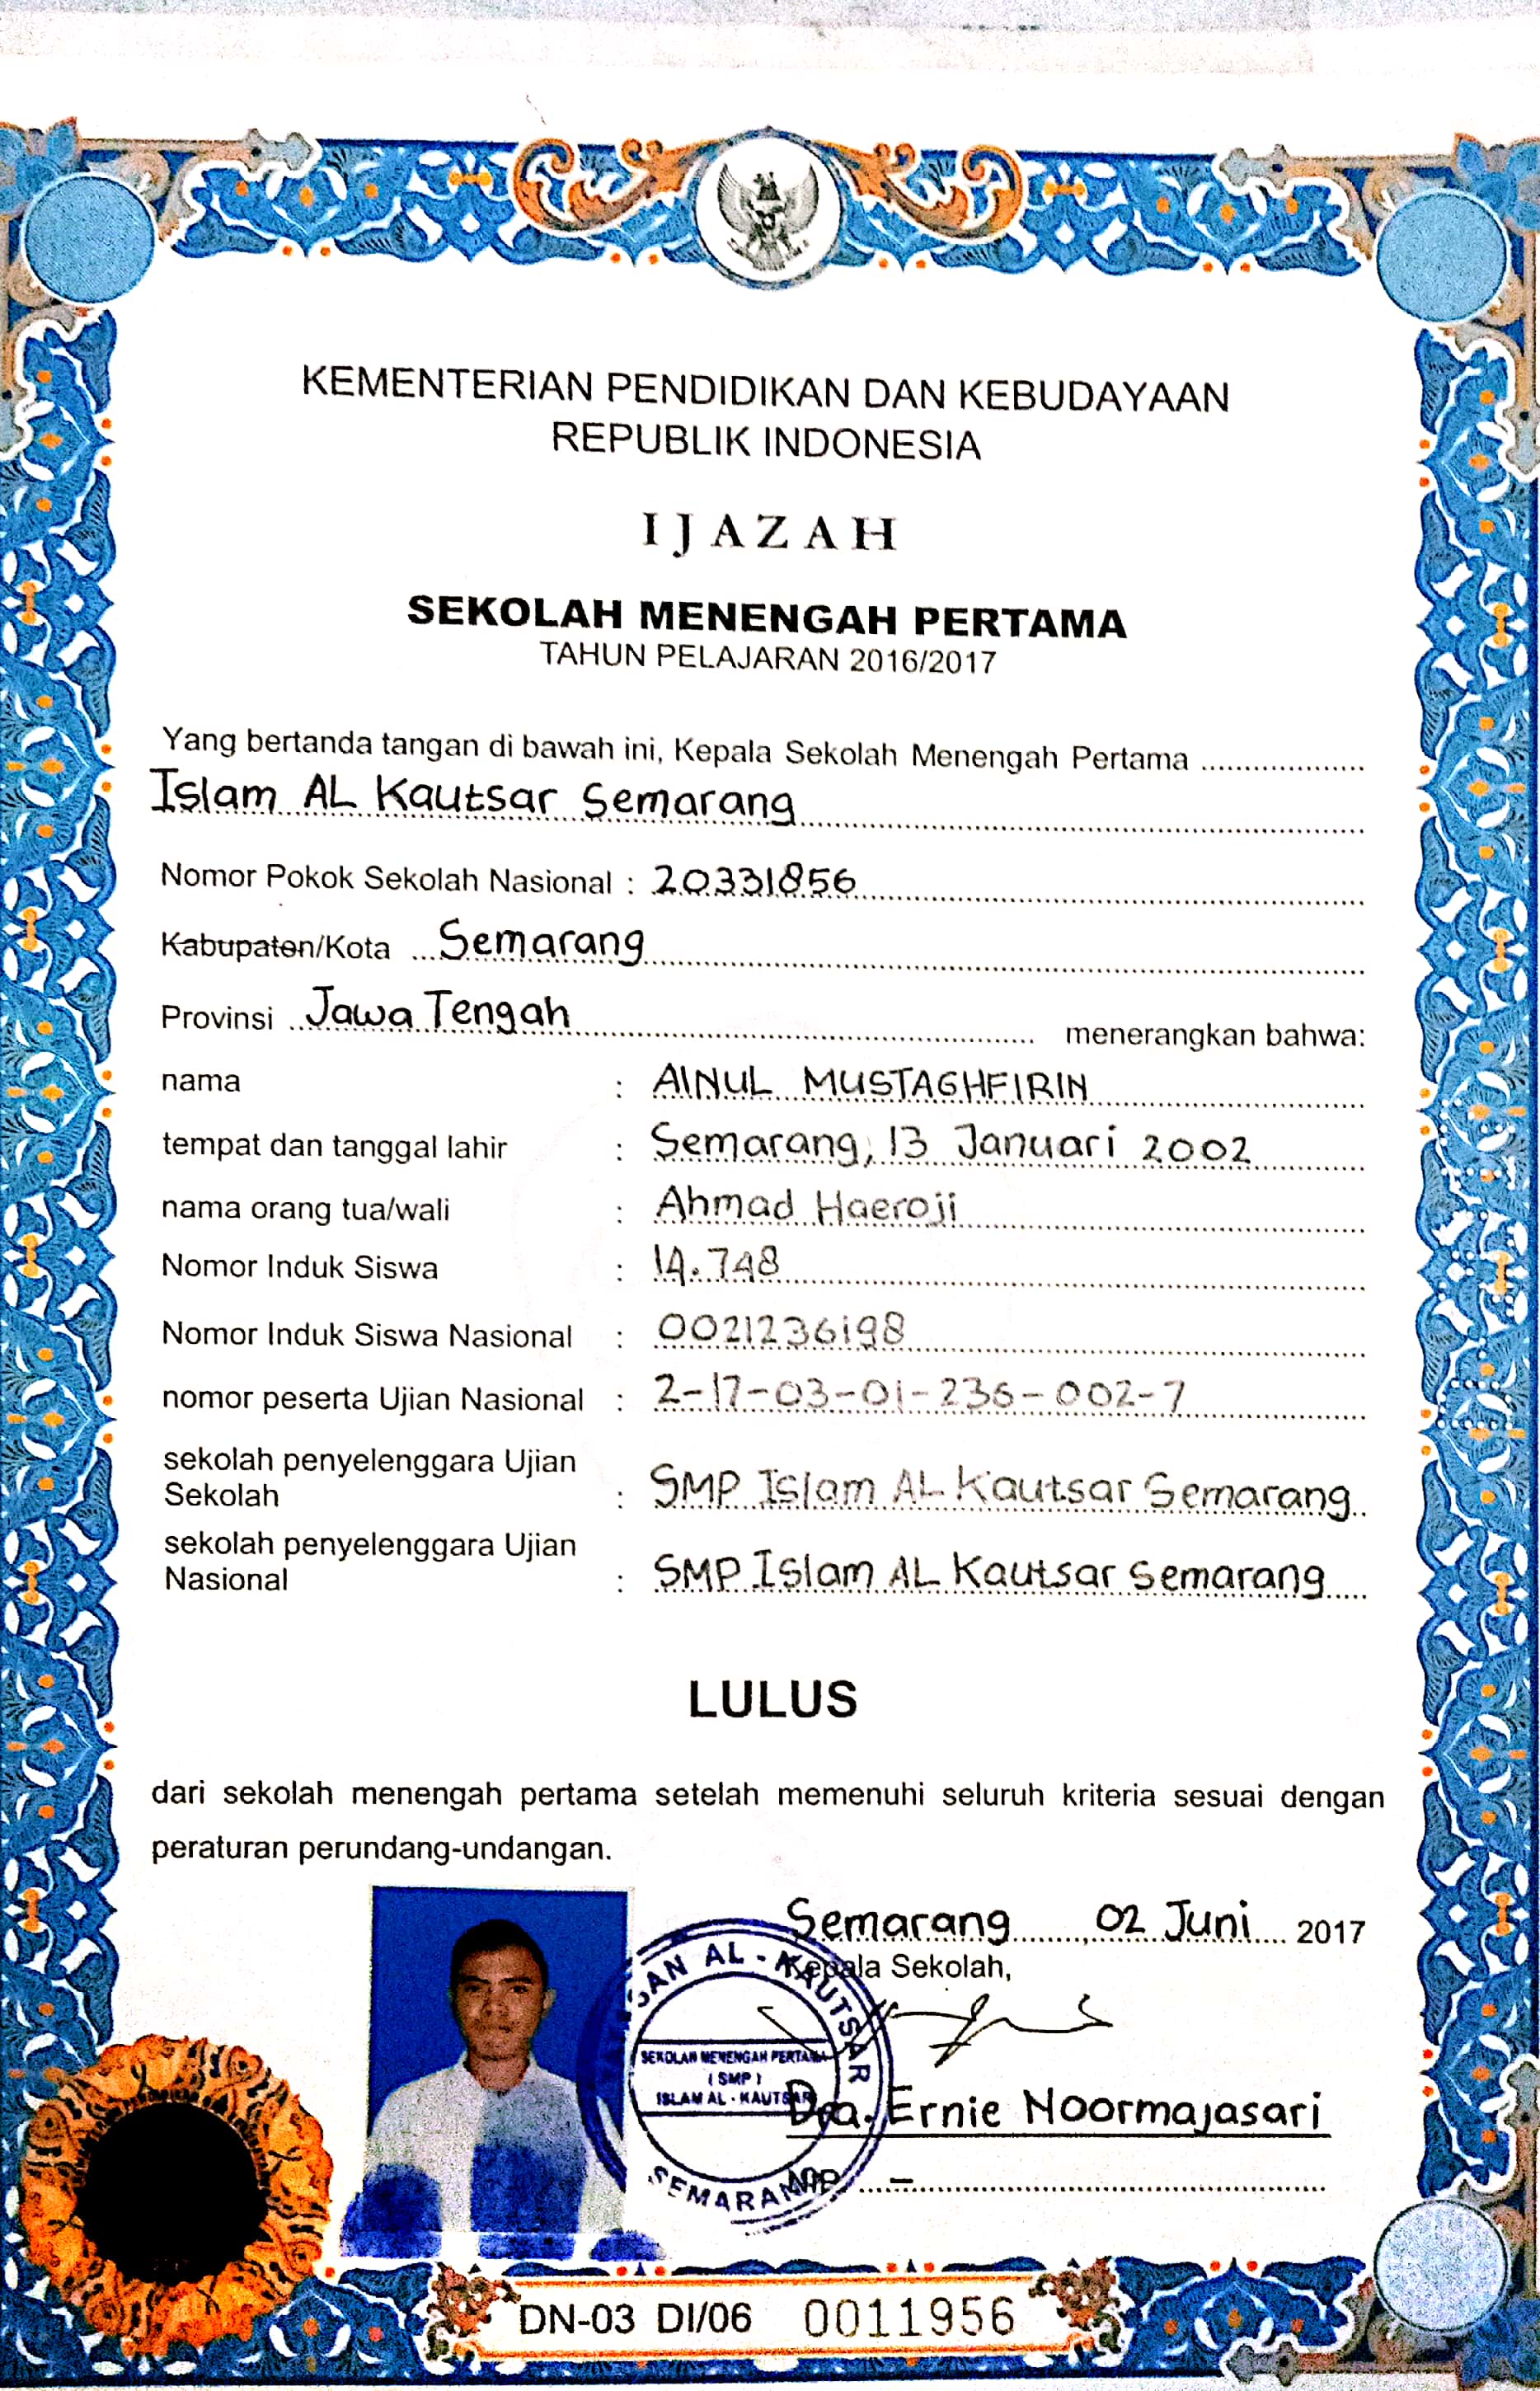 KEMENTERIAN PENDIDIKAN DAN KEBUDAYAAN
REPUBLIK INDONESIA
IJAZAH
SEKOLAH MENENGAH PERTAMA
TAHUN PELAJARAN 2016/2017
Yang bertanda tangan di bawah ini, Kepala Sekolah Menengah Pertama ..................
Islam AL Kautsar Semarang
Nomor Pokok Sekolah Nasional : 20331856
Kabupaten/Kota Semarang
Provinsi Jawa Tengah menerangkan bahwa:
nama : AINUL MUSTAGHFIRIN
tempat dan tanggal lahir : Semarang, 13 Januari 2002
nama orang tua/wali : Ahmad Haeroji
Nomor Induk Siswa : 14.748
Nomor Induk Siswa Nasional : 0021236198
nomor peserta Ujian Nasional : 2-17-03-01-236-002-7
sekolah penyelenggara Ujian
Sekolah : SMP Islam AL Kautsar Semarang
sekolah penyelenggara Ujian
Nasional : SMP Islam AL Kautsar Semarang
LULUS
dari sekolah menengah pertama setelah memenuhi seluruh kriteria sesuai dengan
peraturan perundang-undangan.
Semarang, 02 Juni 2017
Kepala Sekolah,
AL-KAUTSAR
SEKOLAH MENENGAH PERTAMA
(SMP)
ISLAM AL-KAUTSAR
SEMARANG
Dra. Ernie Noormajasari
NIP -
DN-03 DI/06 0011956